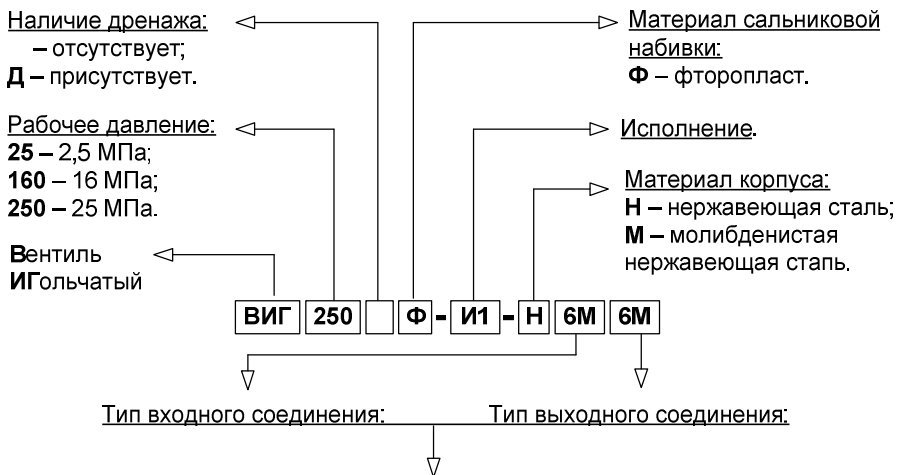 Наличие дренажа:
– отсутствует;
Д – присутствует.
Рабочее давление:
25 – 2,5 МПа;
160 – 16 МПа;
250 – 25 МПа.
Вентиль
ИГольчатый
Материал сальниковой
набивки:
Ф – фторопласт.
Исполнение.
Материал корпуса:
Н – нержавеющая сталь;
М – молибденистая
нержавеющая стапь.
ВИГ 250 Ф - И1 - Н 6М 6М
Тип входного соединения: Тип выходного соединения: